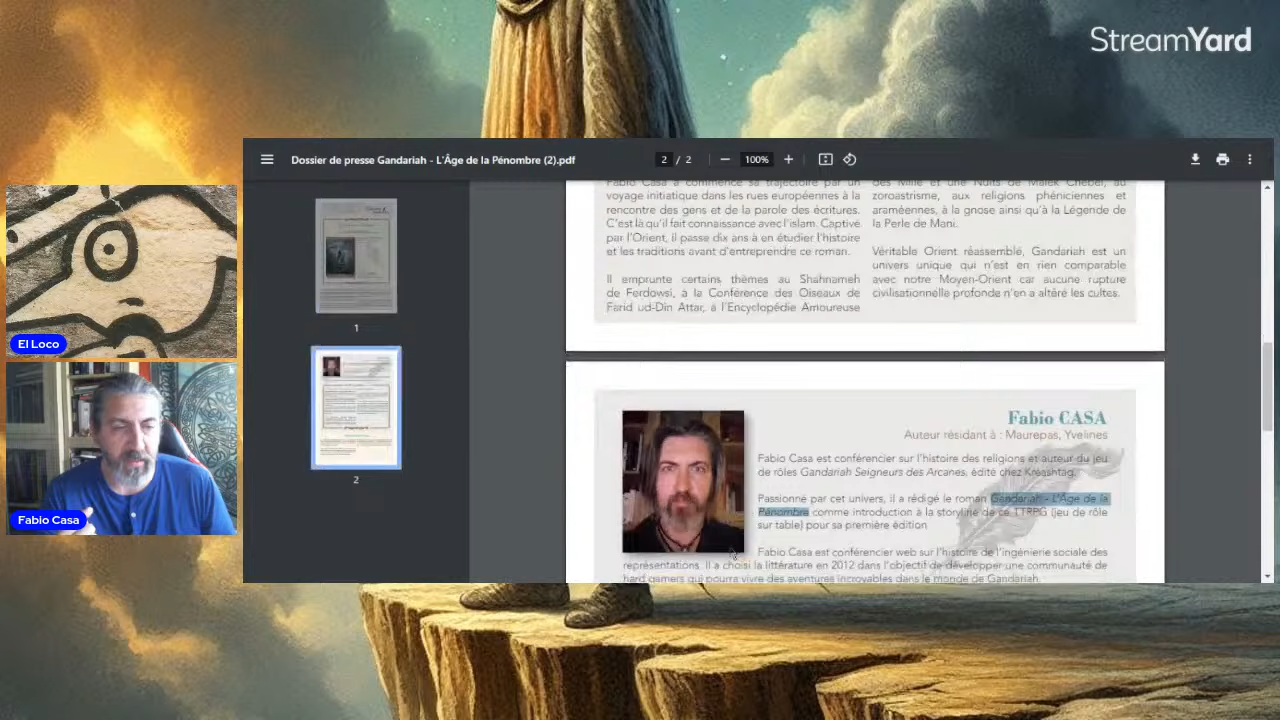 StreamYard
Dossier de presse Gandariah - L'Âge de la Pénombre (2).pdf
2 / 2
100%
El Loco
Fabio Casa
1
2
Fabio Casa a commencé sa trajectoire par un
voyage initiatique dans les rues européennes à la
rencontre des gens et de la parole des écritures.
C'est là qu'il fait connaissance avec l'islam. Captivé
par l'Orient, il passe dix ans à en étudier l'histoire
et les traditions avant d'entreprendre ce roman.
Il emprunte certains thèmes au Shahnameh
de Ferdowsi, à la Conférence des Oiseaux de
Farid ud-Dîn Attar, à l'Encyclopédie Amoureuse
des Mille et une Nuits de Malek Chebel, au
zoroastrisme, aux religions phéniciennes et
araméennes, à la gnose ainsi qu'à la Légende de
la Perle de Mani.
Véritable Orient réassemblé, Gandariah est un
univers unique qui n'est en rien comparable
avec notre Moyen-Orient car aucune rupture
civilisationnelle profonde n'en a altéré les cultes.
Fabio CASA
Auteur résidant à : Maurepas, Yvelines
Fabio Casa est conférencier sur l'histoire des religions et auteur du jeu
de rôles Gandariah Seigneurs des Arcanes, édité chez Kreashtag.
Passionné par cet univers, il a rédigé le roman Gandariah - L'Âge de la
Pénombre comme introduction à la storyline de ce TTRPG (jeu de rôle
sur table) pour sa première édition
Fabio Casa est conférencier web sur l'histoire de l'ingénierie sociale des
représentations. Il a choisi la littérature en 2012 dans l'objectif de développer une communauté de
hard gamers qui pourra vivre des aventures incroyables dans le monde de Gandariah.